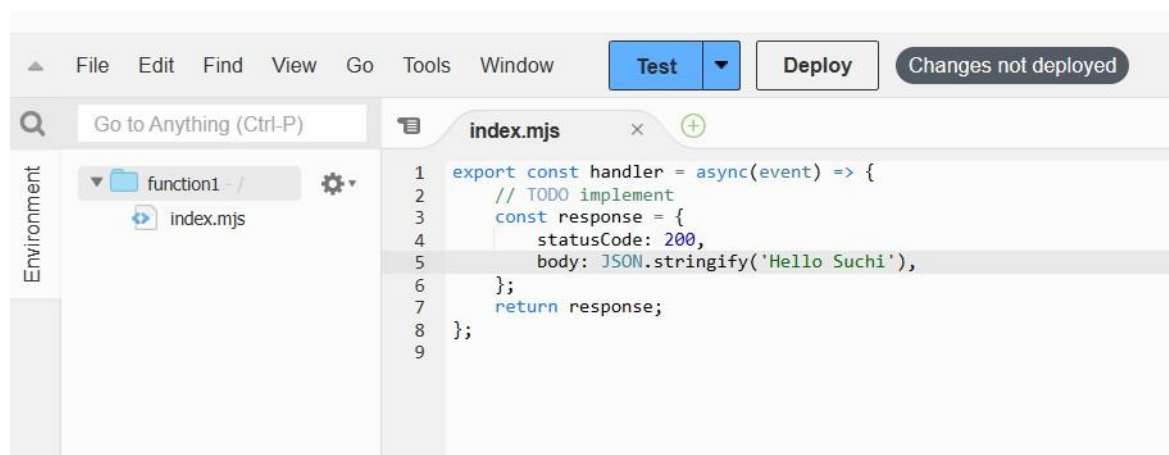 File Edit Find View Go Tools Window Test Deploy Changes not deployed
Go to Anything (Ctrl-P)
index.mjs
Environment
function1 - /
index.mjs
1 export const handler = async(event) => {
2     // TODO implement
3     const response = {
4         statusCode: 200,
5         body: JSON.stringify('Hello Suchi'),
6     };
7     return response;
8 };
9